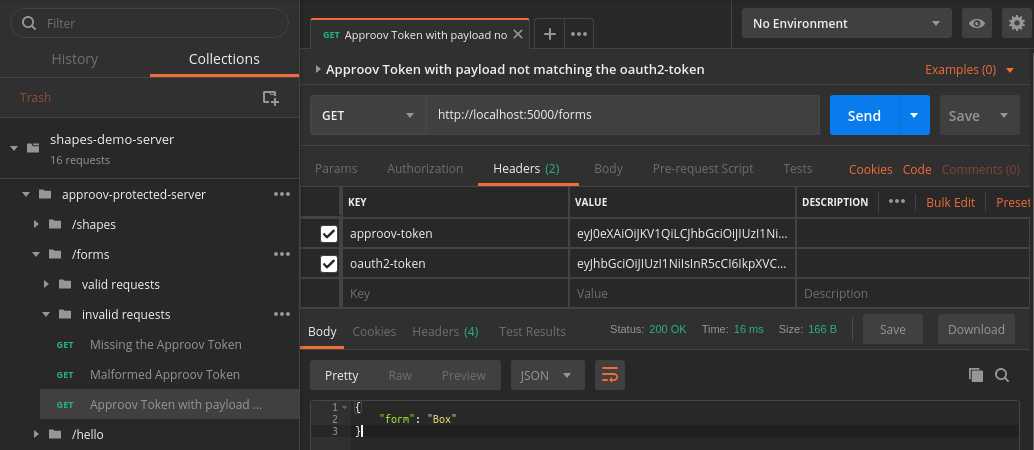 Filter
History Collections
Trash
shapes-demo-server
16 requests
approov-protected-server •••
/shapes
/forms •••
valid requests
invalid requests •••
GET Missing the Approov Token
GET Malformed Approov Token
GET Approov Token with payload ...
/hello
GET Approov Token with payload no
+ •••
No Environment
Approov Token with payload not matching the oauth2-token
Examples (0)
GET http://localhost:5000/forms
Send Save
Params Authorization Headers (2) Body Pre-request Script Tests Cookies Code Comments (0)
KEY VALUE DESCRIPTION ••• Bulk Edit Preset
approov-token eyJ0eXAiOiJKV1QiLCJhbGciOiJIUzI1Ni...
oauth2-token eyJhbGciOiJIUzI1NiIsInR5cCI6IkpXVC...
Key Value Description
Body Cookies Headers (4) Test Results Status: 200 OK Time: 16 ms Size: 166 B Save Download
Pretty Raw Preview JSON
1 {
2 "form": "Box"
3 }